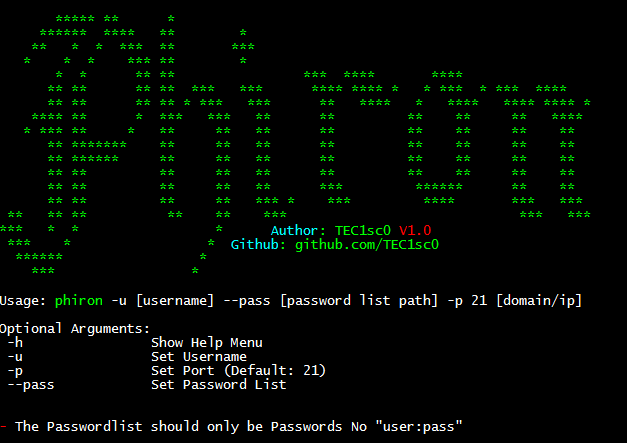 Phiron
Author: TEC1sc0 V1.0
Github: github.com/TEC1sc0
Usage: phiron -u [username] --pass [password list path] -p 21 [domain/ip]
Optional Arguments:
-h Show Help Menu
-u Set Username
-p Set Port (Default: 21)
--pass Set Password List
- The Passwordlist should only be Passwords No "user:pass"